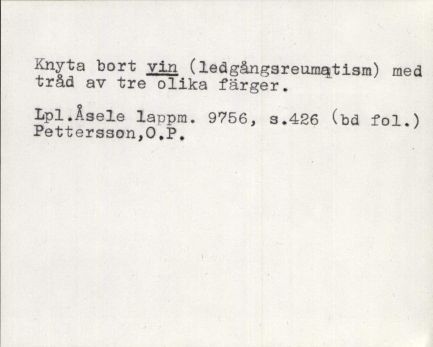 Knyta bort vin (ledgångsreumatism) med
tråd av tre olika färger.
Lpl.Åsele lappm. 9756, s.426 (bd fol.)
Pettersson,O.P.